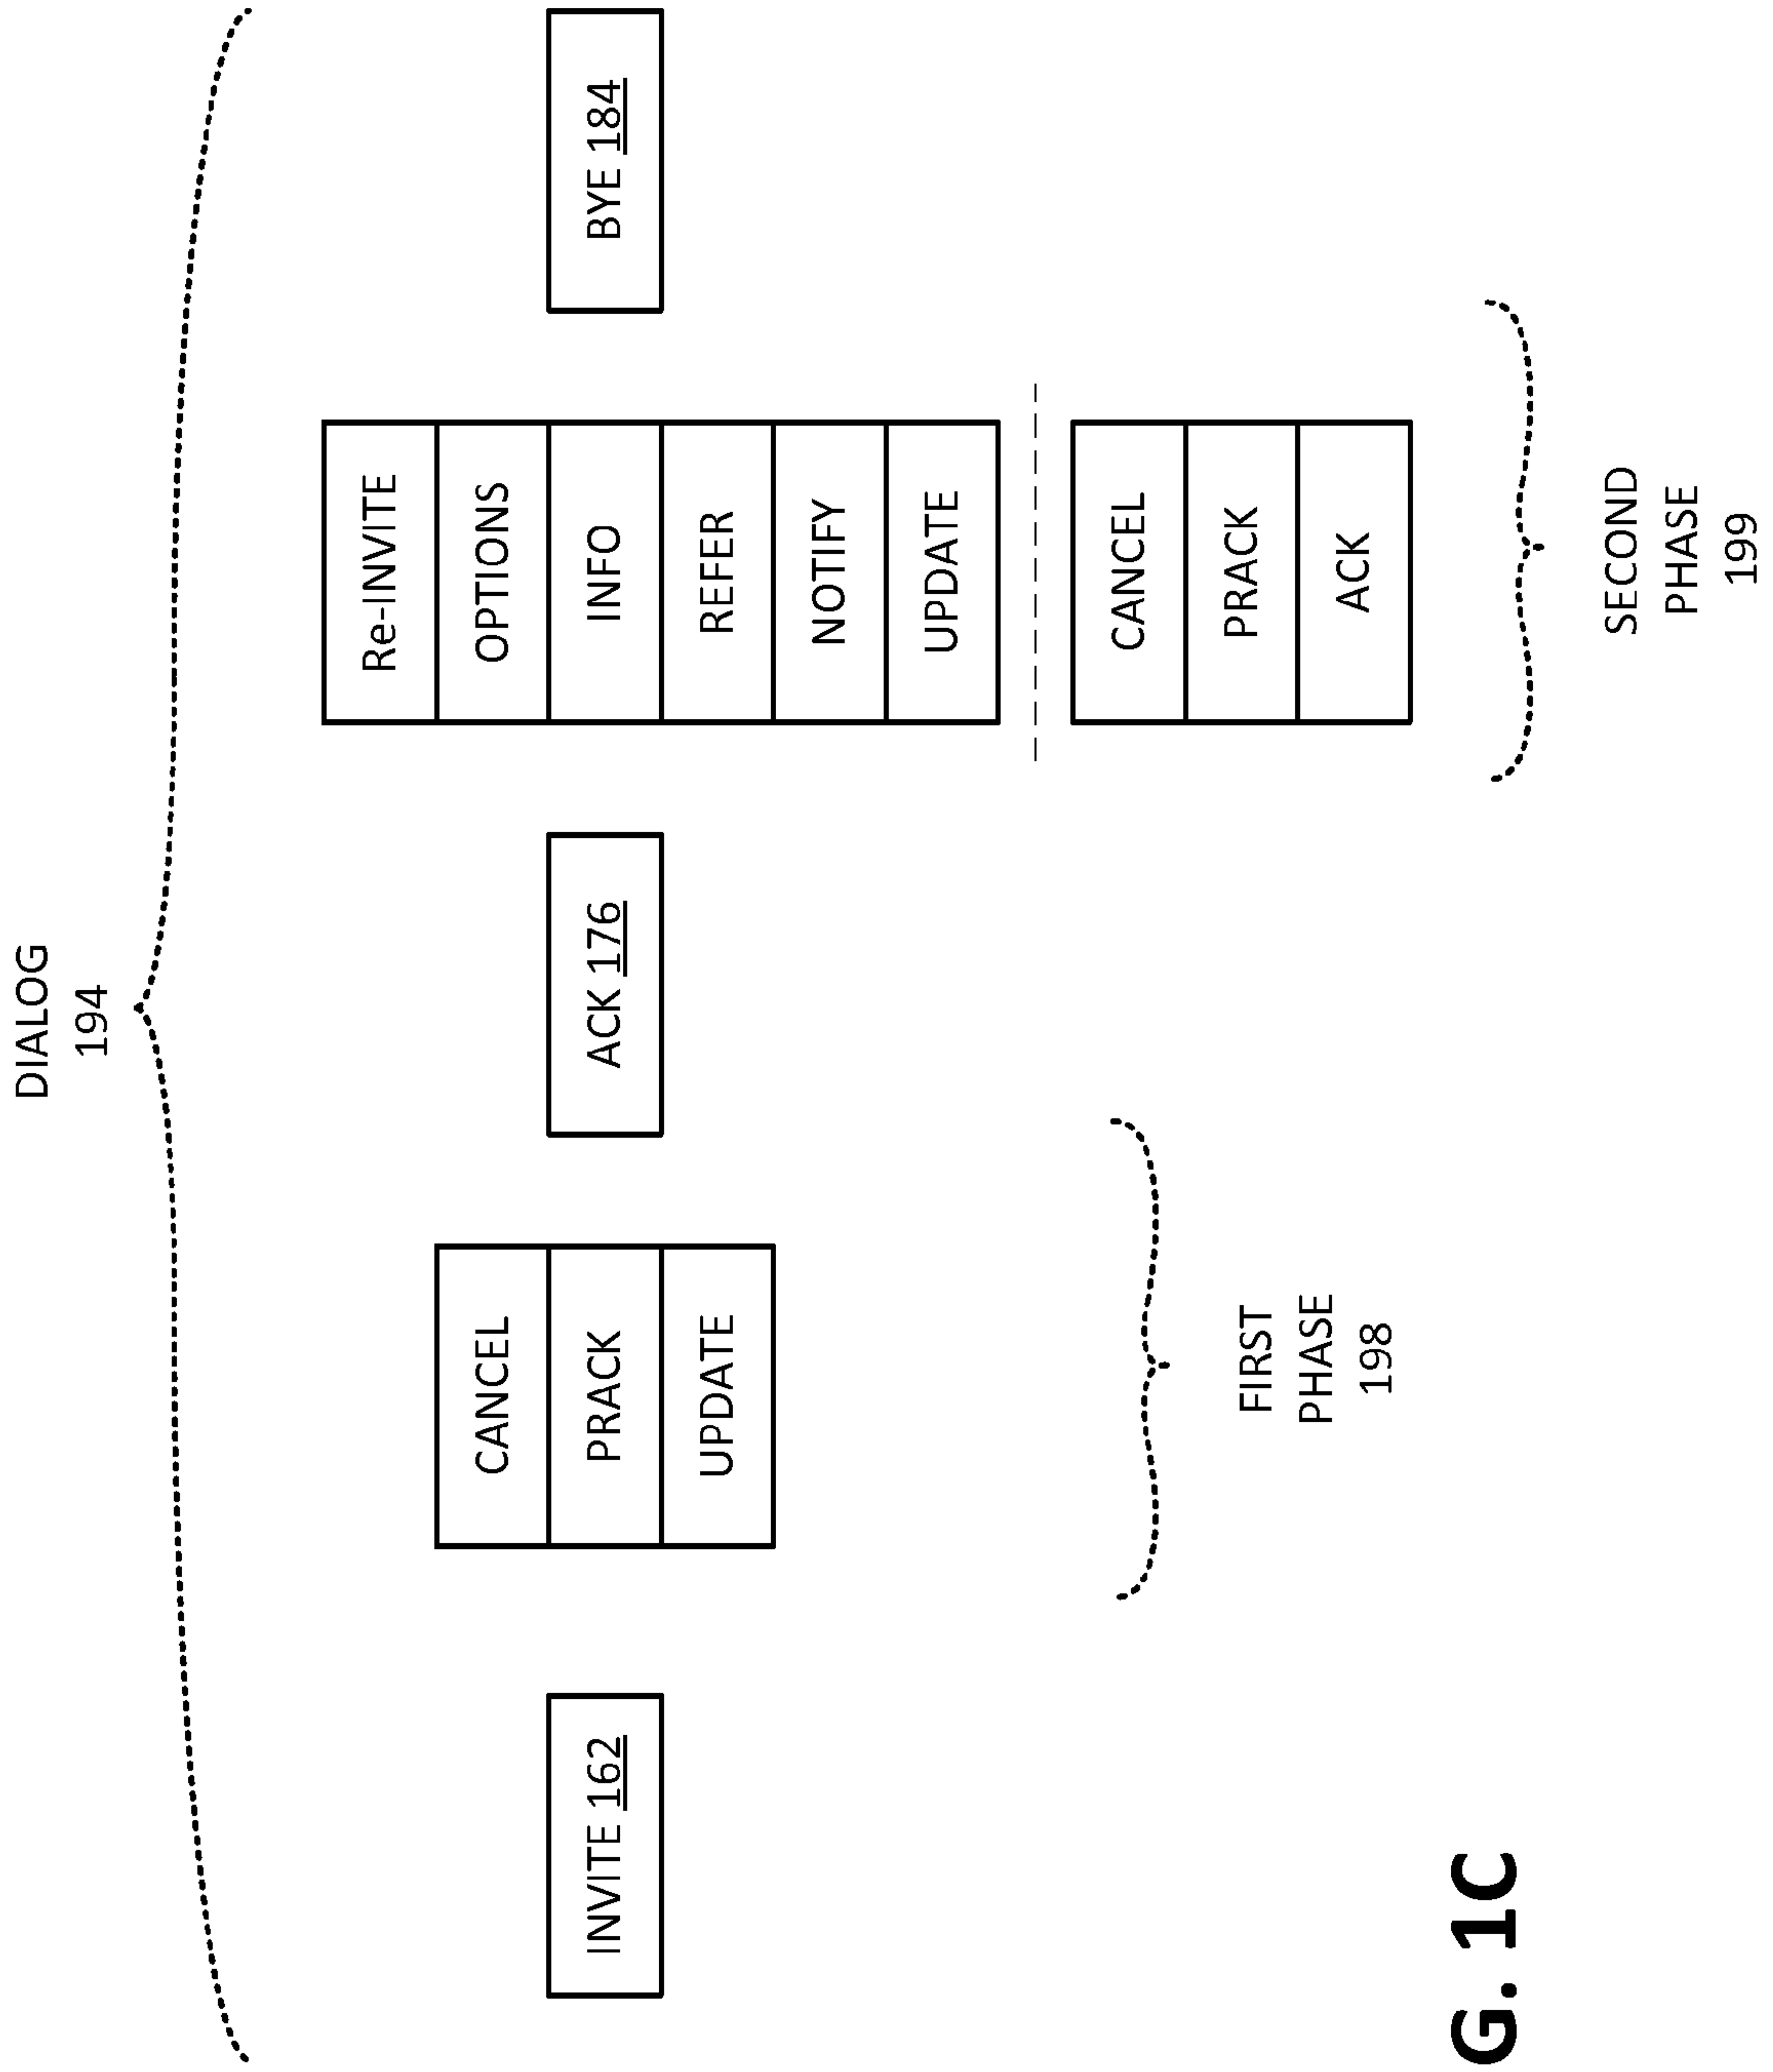 DIALOG
194
INVITE 162
CANCEL
PRACK
UPDATE
ACK 176
Re-INVITE
OPTIONS
INFO
REFER
NOTIFY
UPDATE
CANCEL
PRACK
ACK
BYE 184
FIRST
PHASE
198
SECOND
PHASE
199
G. 1C